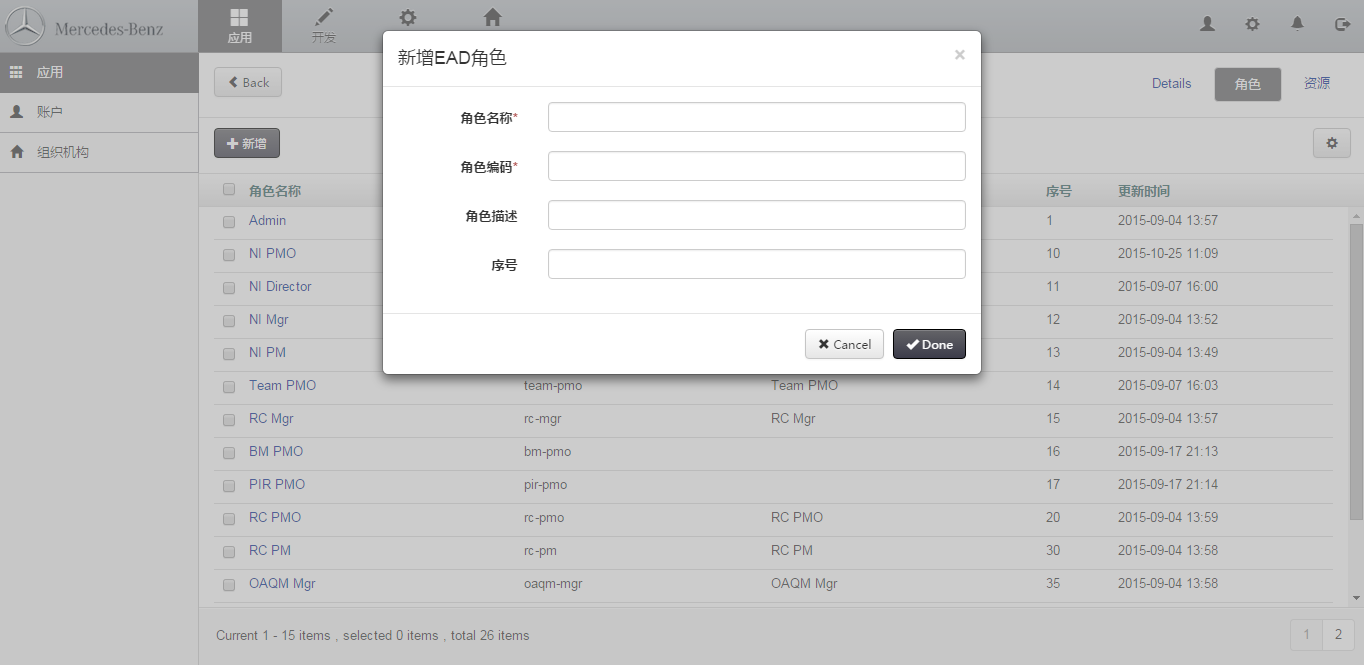 Mercedes-Benz
应用
开发
应用
账户
组织机构
Back
Details
角色
资源
新增
新增EAD角色
×
角色名称*
角色编码*
角色描述
序号
Cancel
Done
角色名称 序号 更新时间
Admin 1 2015-09-04 13:57
NI PMO 10 2015-10-25 11:09
NI Director 11 2015-09-07 16:00
NI Mgr 12 2015-09-04 13:52
NI PM 13 2015-09-04 13:49
Team PMO team-pmo Team PMO 14 2015-09-07 16:03
RC Mgr rc-mgr RC Mgr 15 2015-09-04 13:57
BM PMO bm-pmo 16 2015-09-17 21:13
PIR PMO pir-pmo 17 2015-09-17 21:14
RC PMO rc-pmo RC PMO 20 2015-09-04 13:59
RC PM rc-pm RC PM 30 2015-09-04 13:58
OAQM Mgr oaqm-mgr OAQM Mgr 35 2015-09-04 13:58
Current 1 - 15 items , selected 0 items , total 26 items
1 2